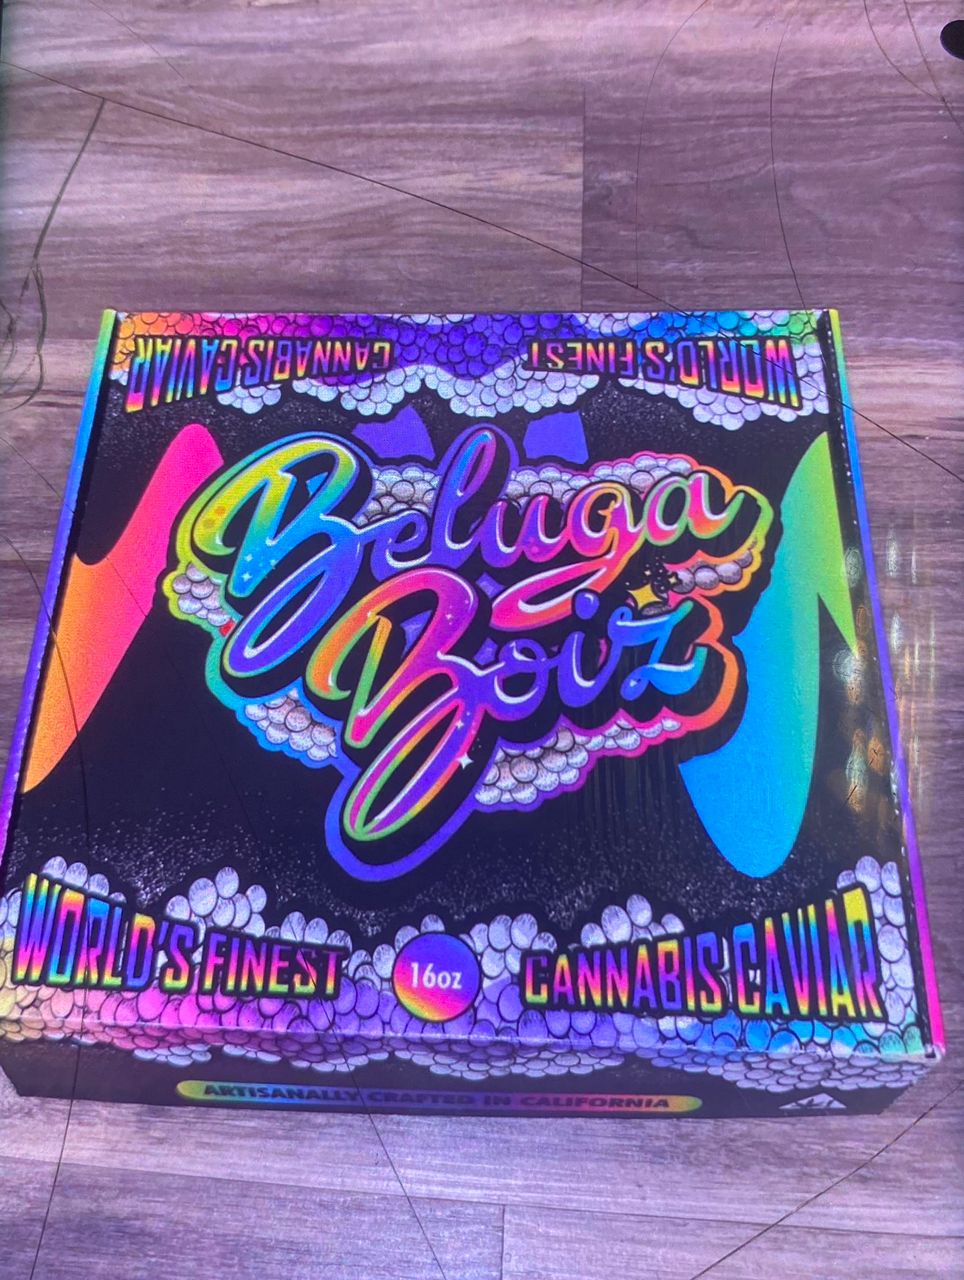 CANNABIS CAVIAR
WORLD'S FINEST
Beluga
Boiz
WORLD'S FINEST
16oz
CANNABIS CAVIAR
ARTISANALLY CRAFTED IN CALIFORNIA